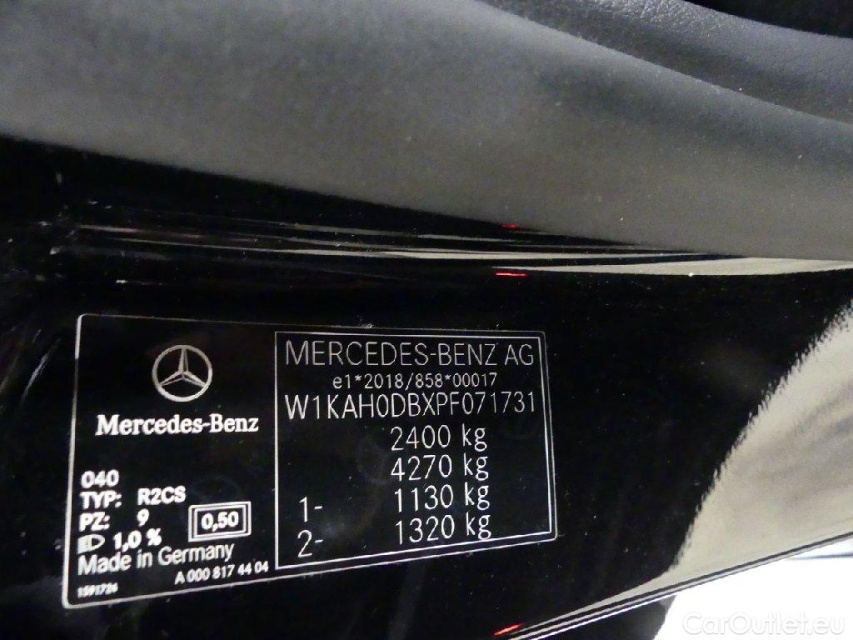 Mercedes-Benz
040
TYP: R2CS
PZ: 9
1,0 %
0,50
Made in Germany
A 000 817 44 04
1591726
MERCEDES-BENZ AG
e1*2018/858*00017
W1KAH0DBXPF071731
2400 kg
4270 kg
1- 1130 kg
2- 1320 kg
CarOutlet.eu